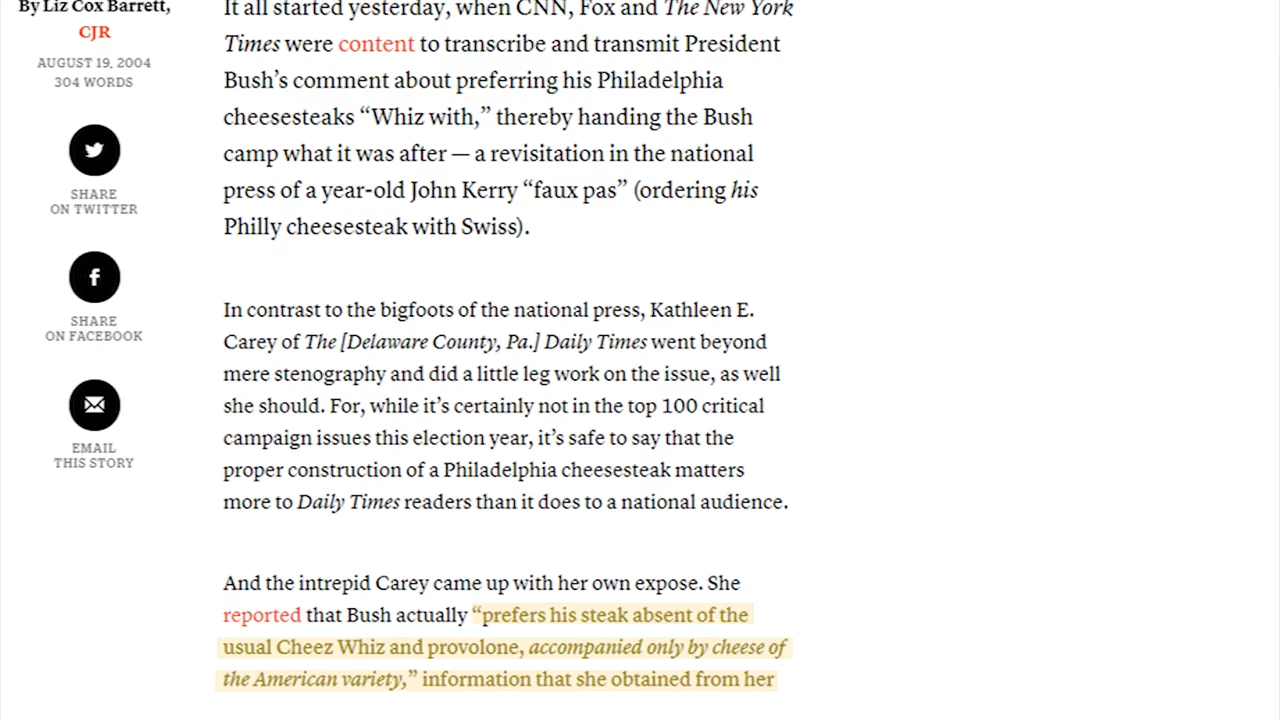 By Liz Cox Barrett,
CJR
AUGUST 19, 2004
304 WORDS
SHARE
ON TWITTER
SHARE
ON FACEBOOK
EMAIL
THIS STORY
It all started yesterday, when CNN, Fox and The New York
Times were content to transcribe and transmit President
Bush’s comment about preferring his Philadelphia
cheesesteaks “Whiz with,” thereby handing the Bush
camp what it was after — a revisitation in the national
press of a year-old John Kerry “faux pas” (ordering his
Philly cheesesteak with Swiss).
In contrast to the bigfoots of the national press, Kathleen E.
Carey of The [Delaware County, Pa.] Daily Times went beyond
mere stenography and did a little leg work on the issue, as well
she should. For, while it’s certainly not in the top 100 critical
campaign issues this election year, it’s safe to say that the
proper construction of a Philadelphia cheesesteak matters
more to Daily Times readers than it does to a national audience.
And the intrepid Carey came up with her own expose. She
reported that Bush actually “prefers his steak absent of the
usual Cheez Whiz and provolone, accompanied only by cheese of
the American variety,” information that she obtained from her